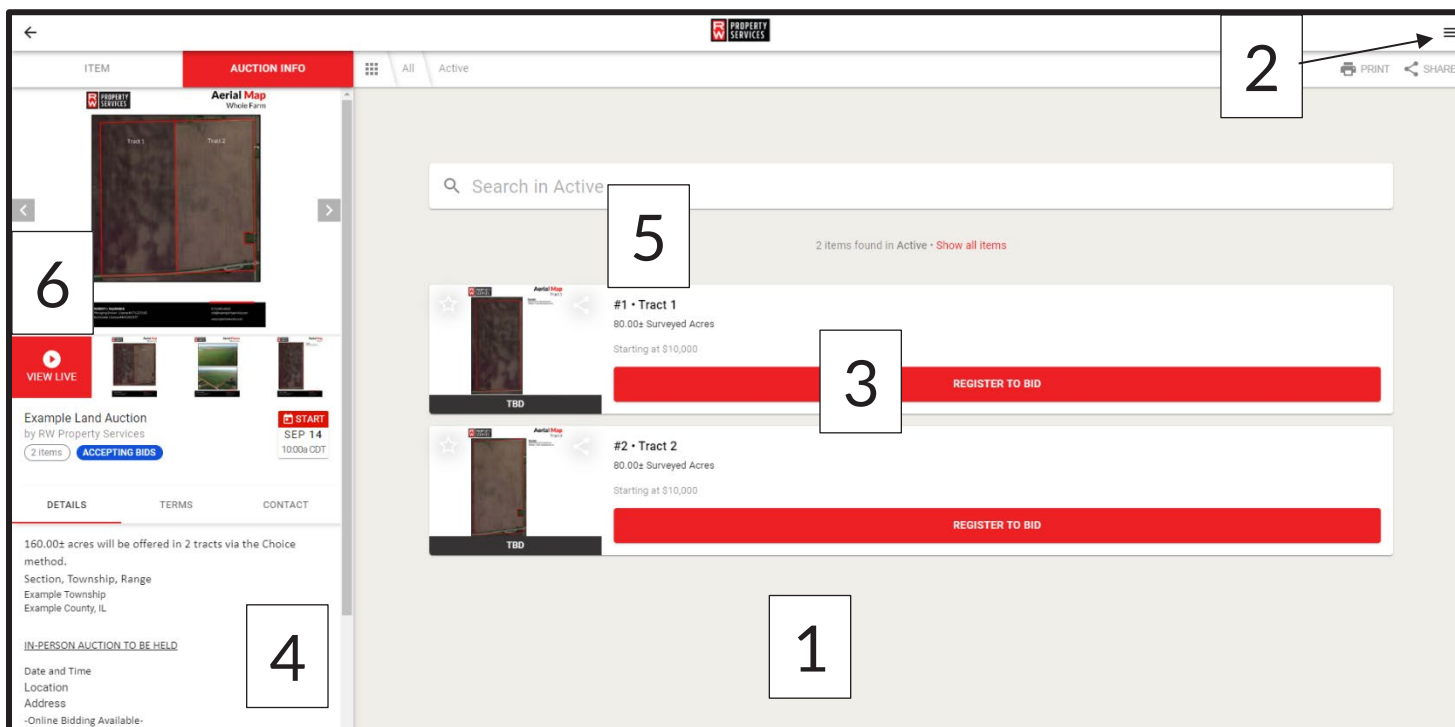 RW PROPERTY SERVICES
2
ITEM
AUCTION INFO
All
Active
PRINT
SHARE
RW PROPERTY SERVICES
Aerial Map
Whole Farm
Tract 1
Tract 2
6
VIEW LIVE
Example Land Auction
by RW Property Services
2 items
ACCEPTING BIDS
START
SEP 14
10:00a CDT
DETAILS
TERMS
CONTACT
160.00± acres will be offered in 2 tracts via the Choice
method.
Section, Township, Range
Example Township
Example County, IL
IN-PERSON AUCTION TO BE HELD
Date and Time
Location
Address
-Online Bidding Available-
4
Search in Active
5
2 items found in Active • Show all items
Aerial Map
Tract 1
TBD
#1 • Tract 1
80.00± Surveyed Acres
Starting at $10,000
REGISTER TO BID
3
Aerial Map
TBD
#2 • Tract 2
80.00± Surveyed Acres
Starting at $10,000
REGISTER TO BID
1